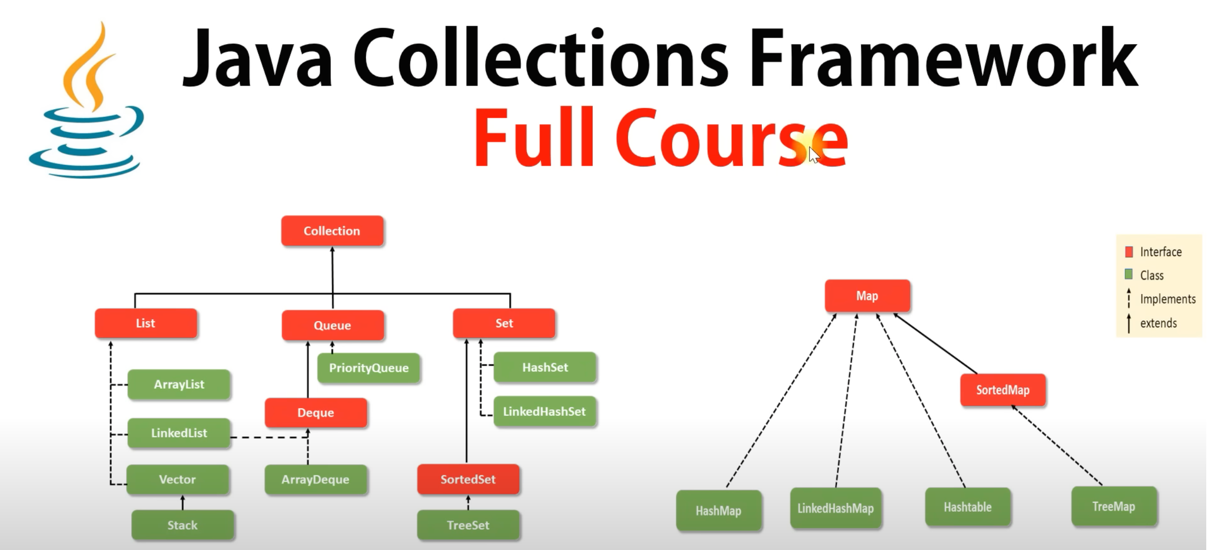 Java Collections Framework
Full Course
Collection
List
Queue
Set
PriorityQueue
HashSet
ArrayList
Deque
LinkedHashSet
LinkedList
Vector
ArrayDeque
SortedSet
Stack
TreeSet
Map
SortedMap
HashMap
LinkedHashMap
Hashtable
TreeMap
Interface
Class
Implements
extends